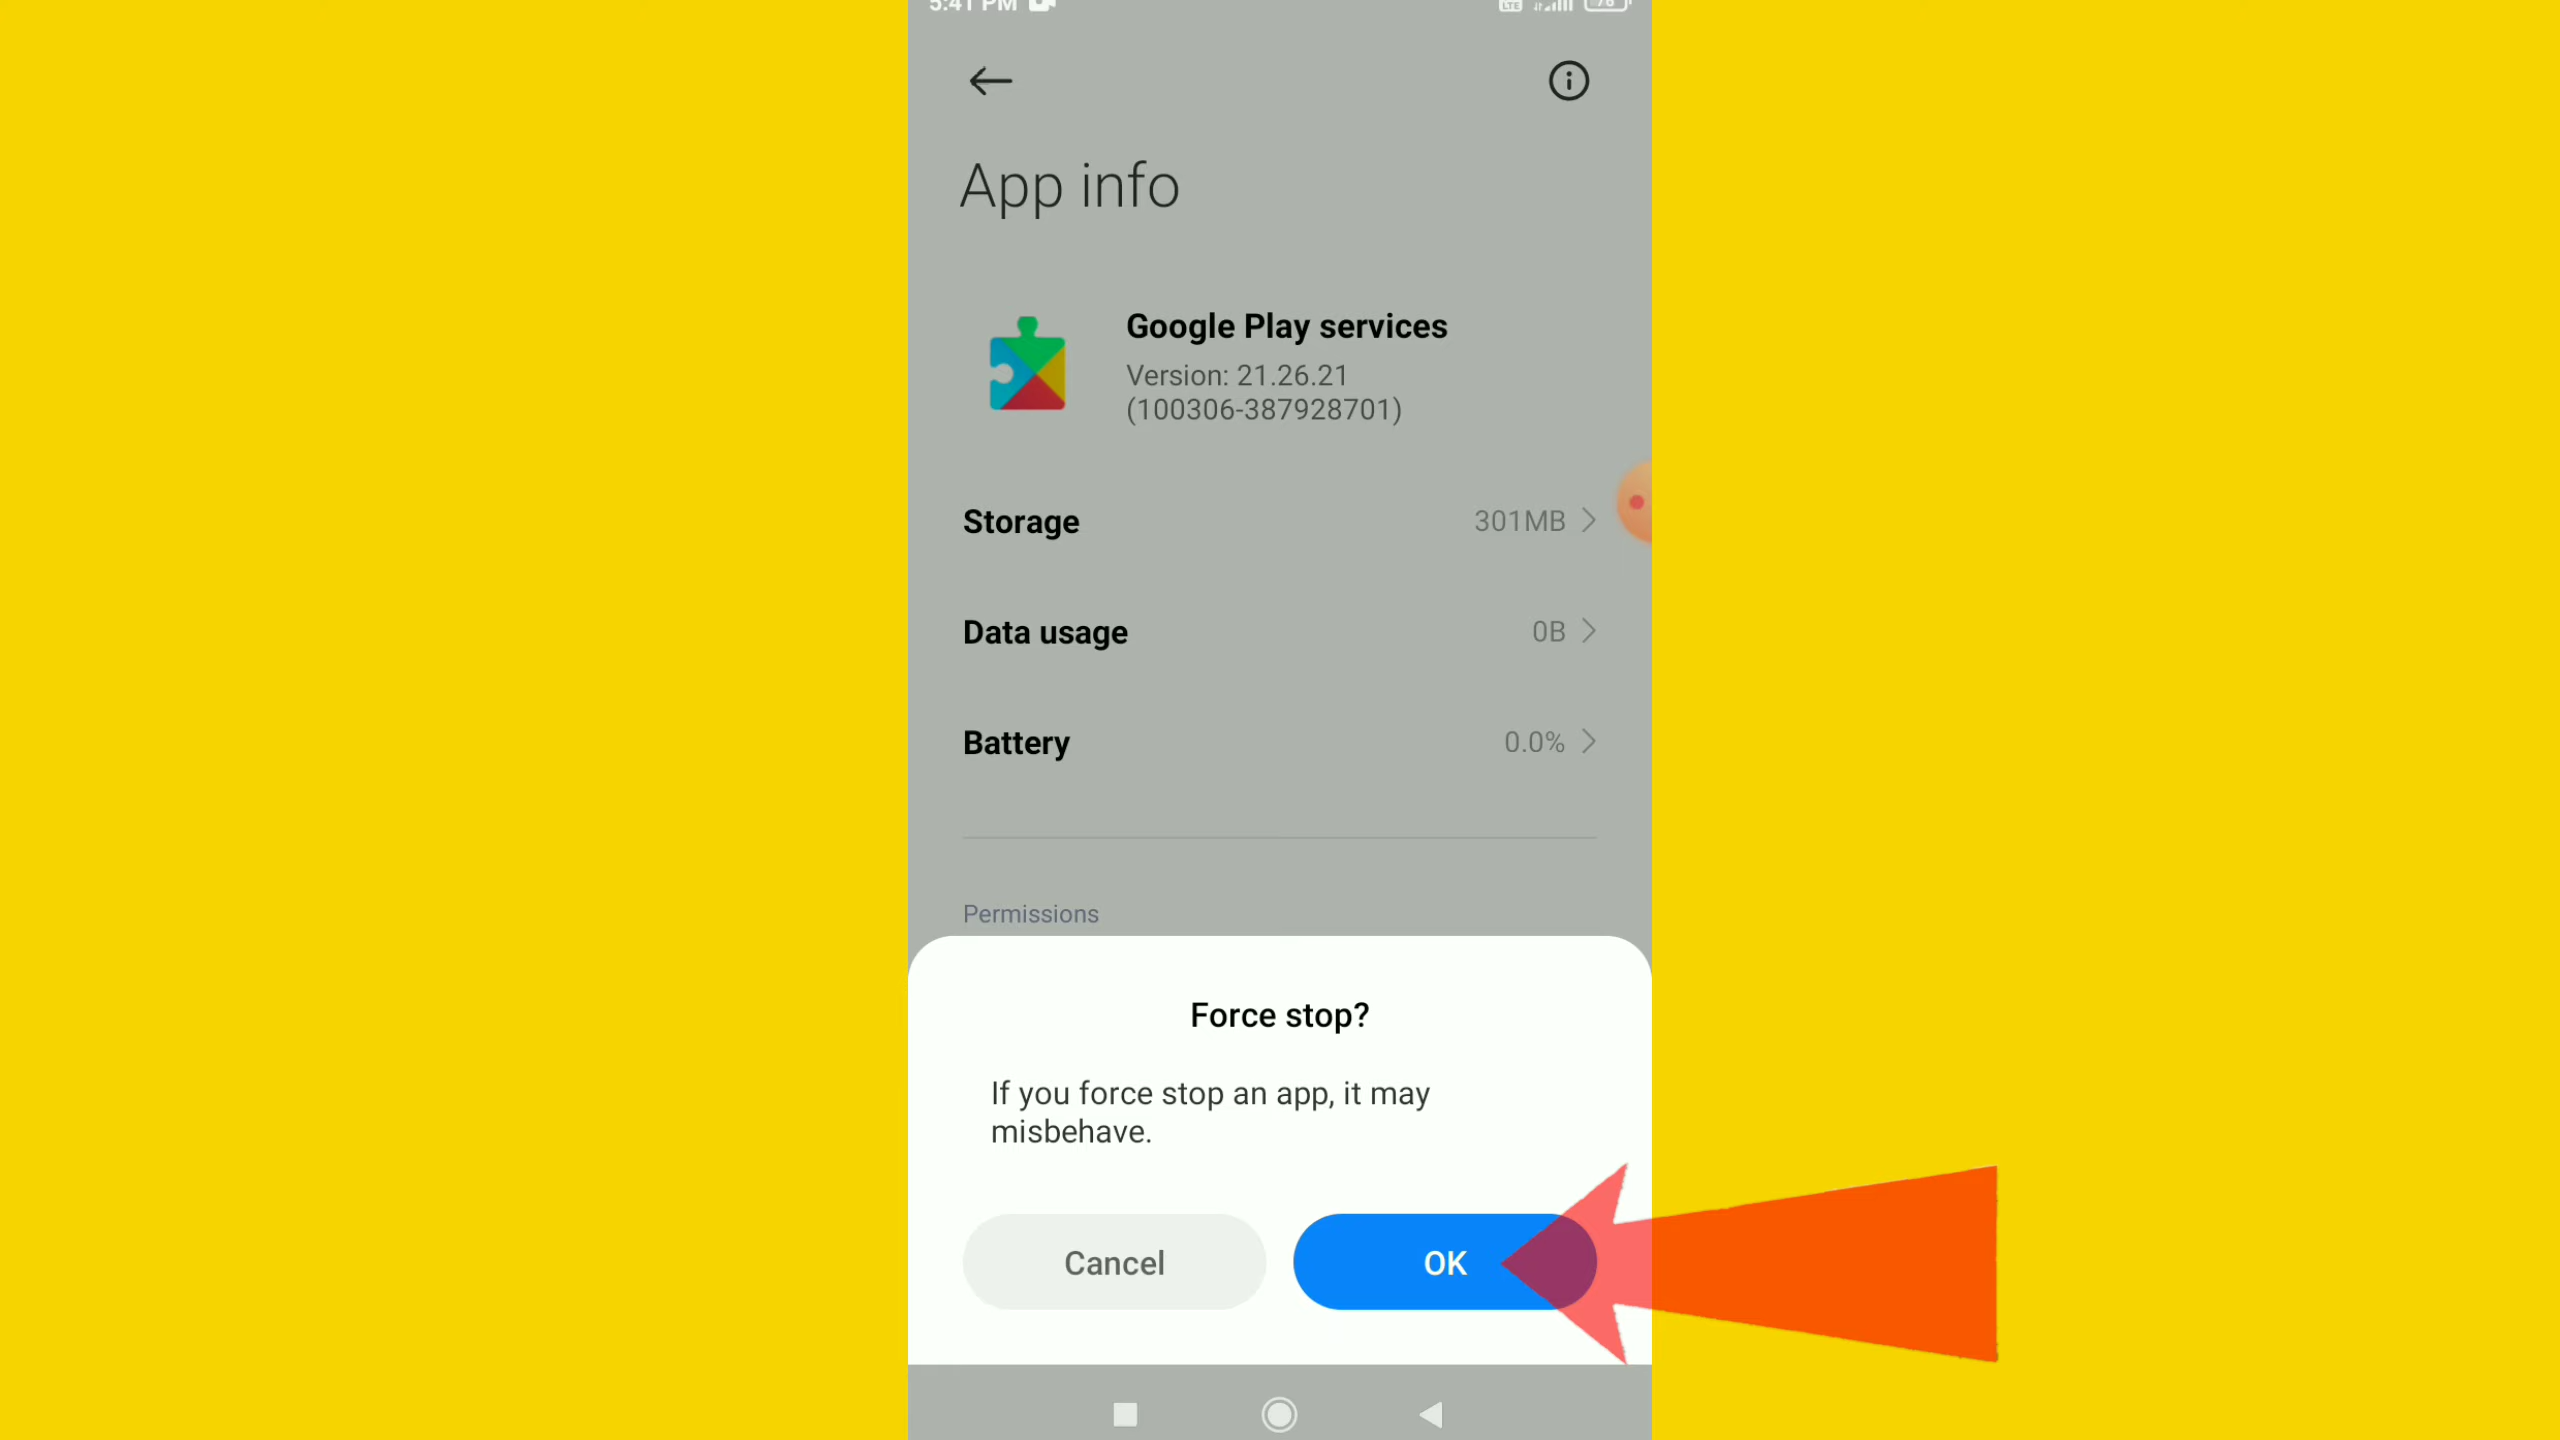 5:41 PM
76
App info
Google Play services
Version: 21.26.21
(100306-387928701)
Storage
301MB
Data usage
0B
Battery
0.0%
Permissions
Force stop?
If you force stop an app, it may
misbehave.
Cancel
OK